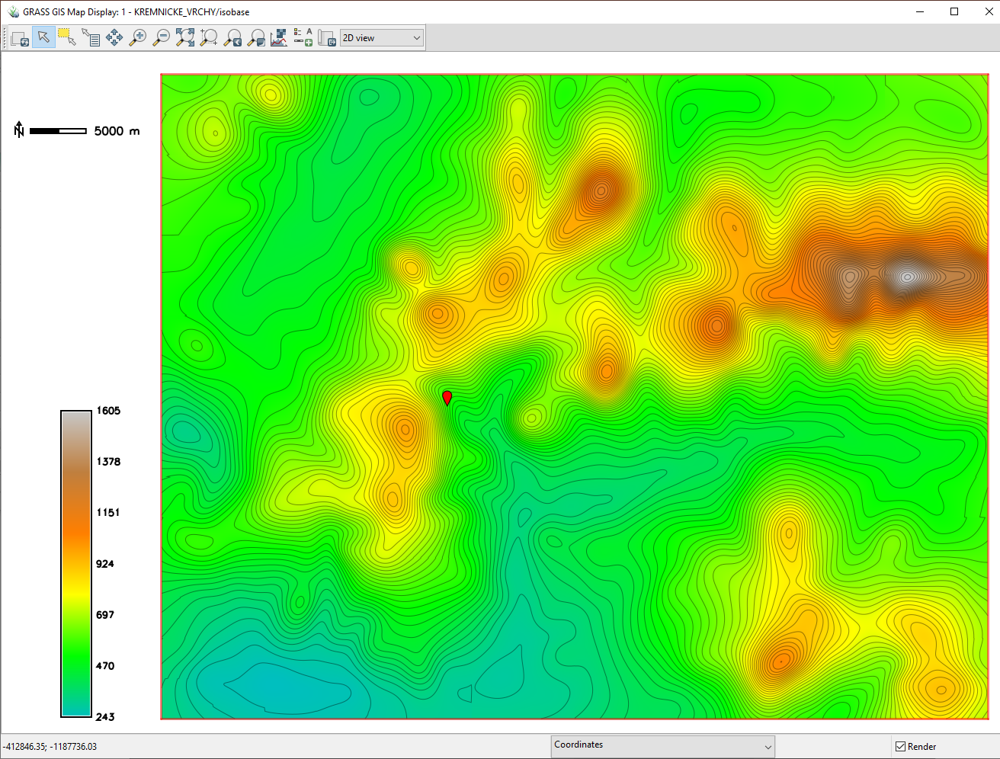 GRASS GIS Map Display: 1 - KREMNICKE_VRCHY/isobase
A
2D view
N
5000 m
1605
1378
1151
924
697
470
243
-412846.35; -1187736.03
Coordinates
Render